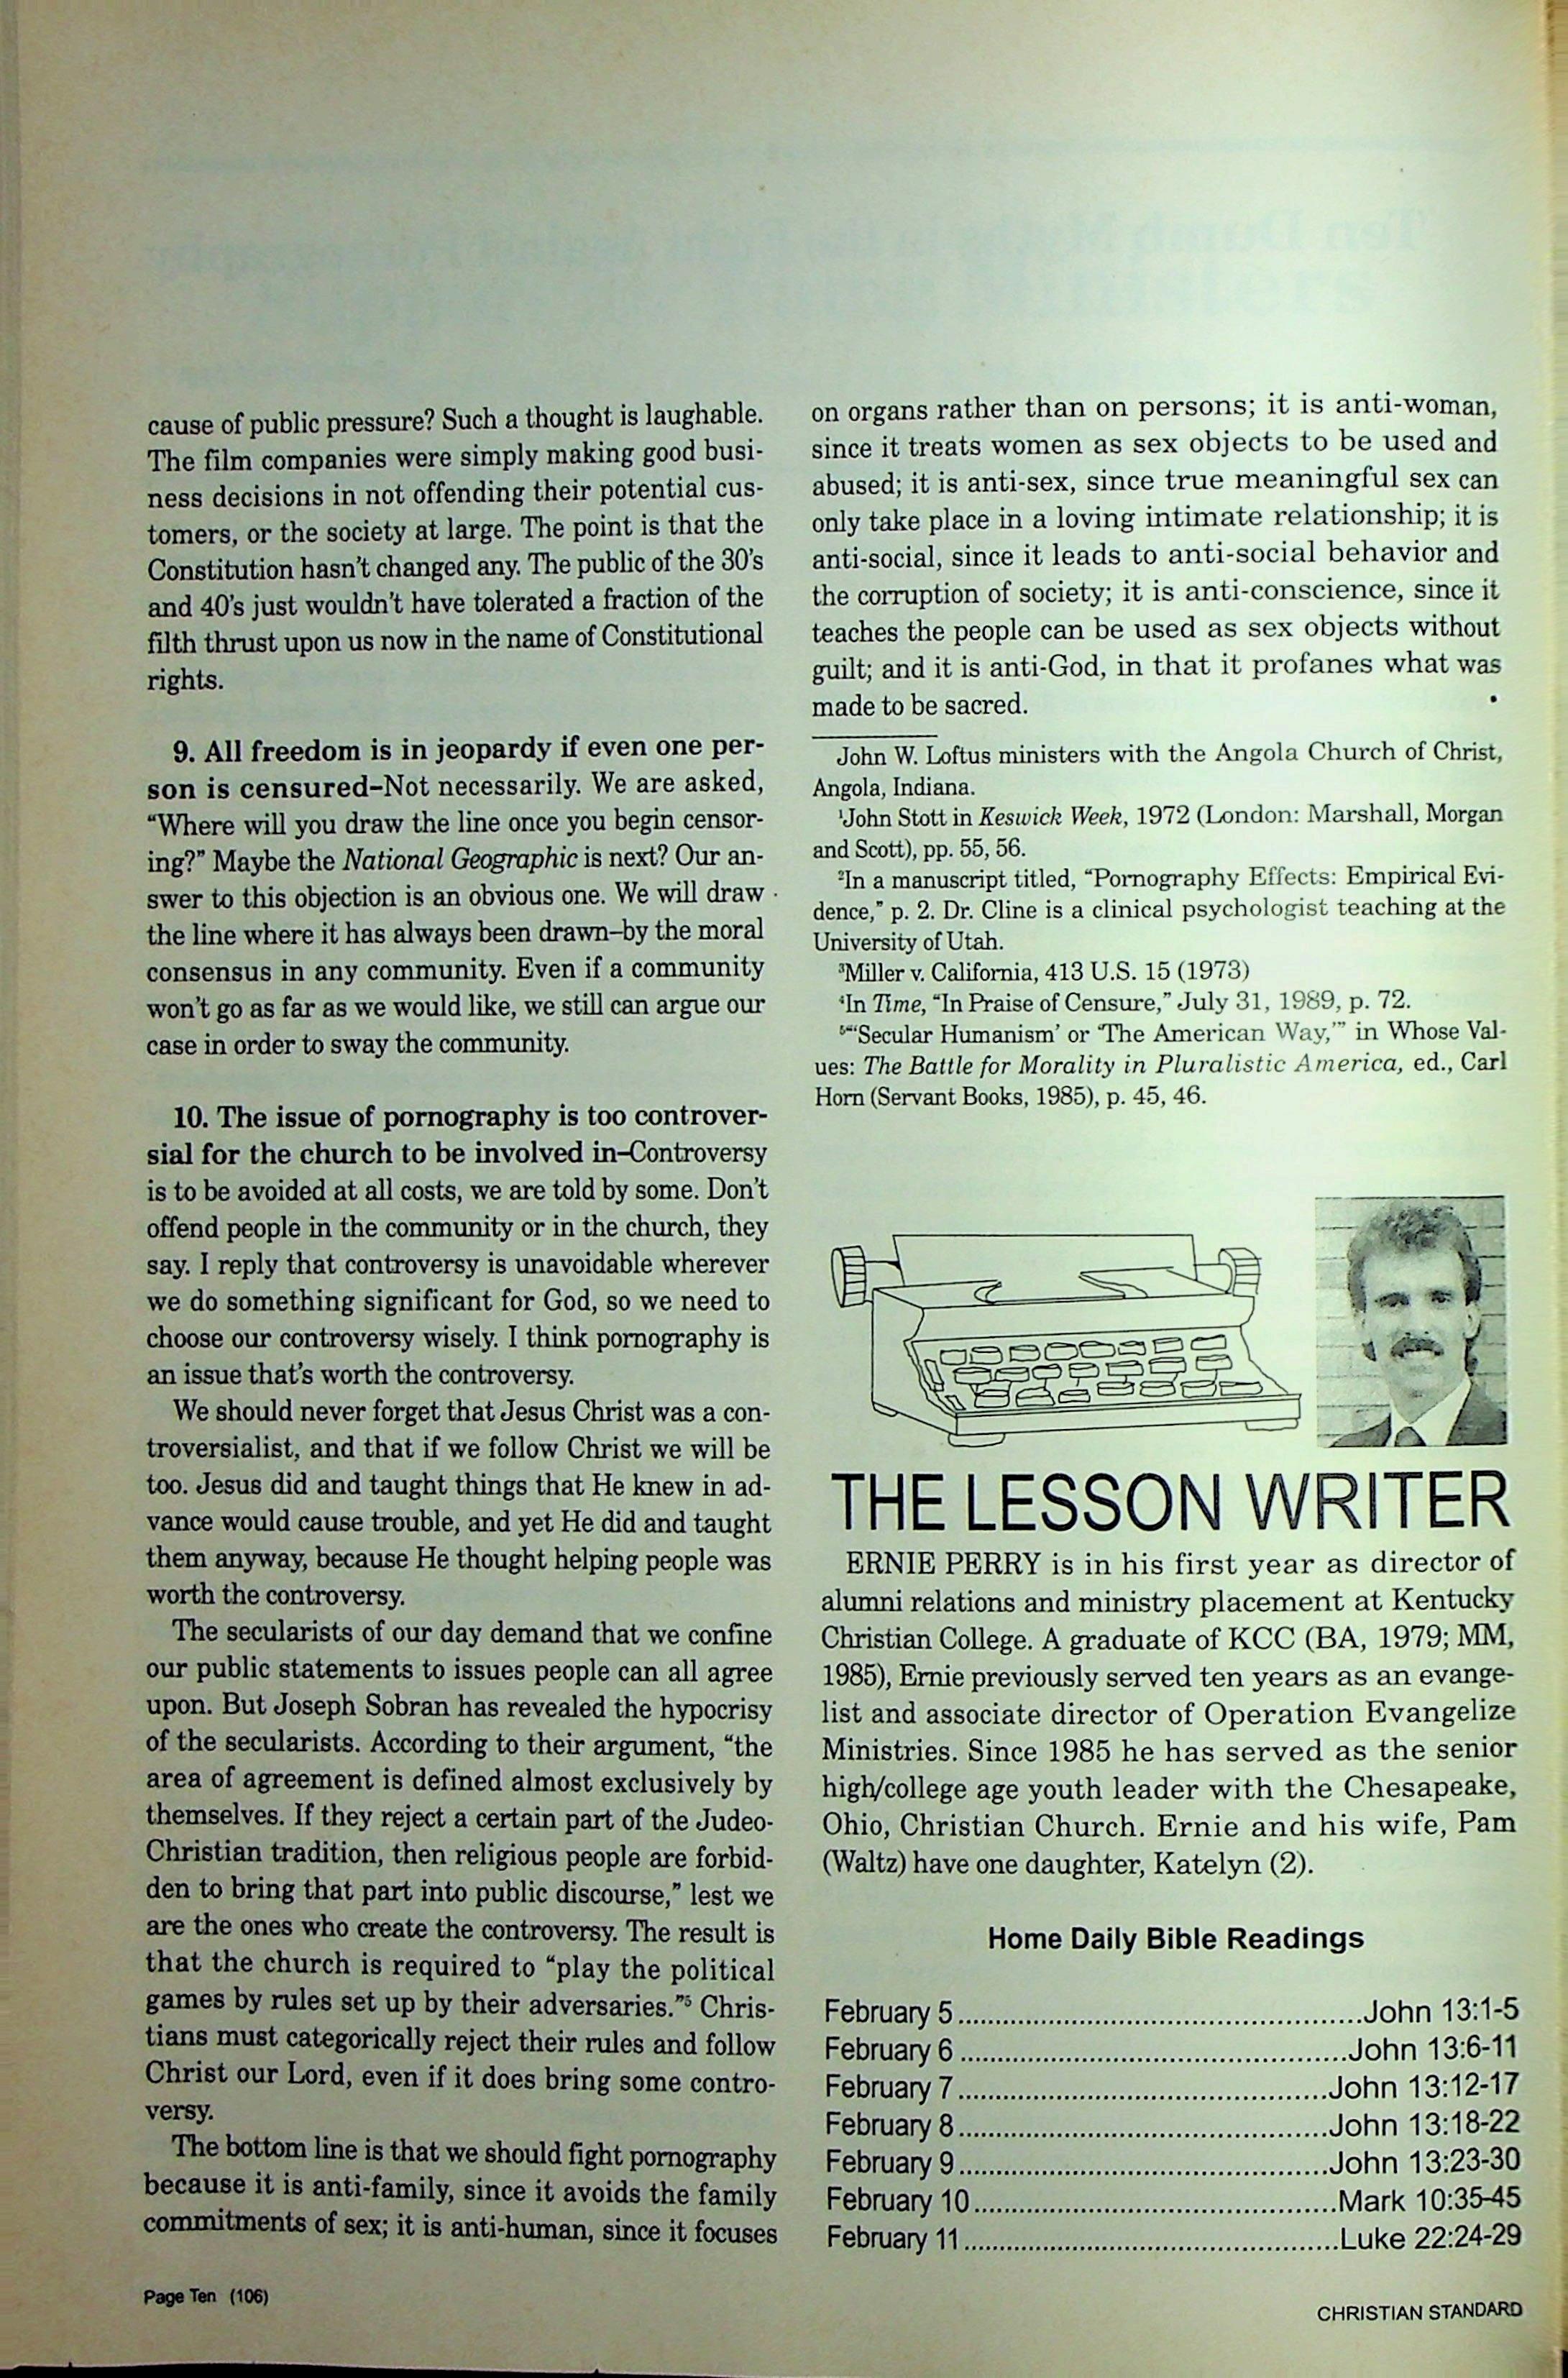 cause of public pressure? Such a thought is laughable.
The film companies were simply making good busi-
ness decisions in not offending their potential cus-
tomers, or the society at large. The point is that the
Constitution hasn't changed any. The public of the 30's
and 40's just wouldn't have tolerated a fraction of the
filth thrust upon us now in the name of Constitutional
rights.
9. All freedom is in jeopardy if even one per-
son is censured–Not necessarily. We are asked,
“Where will you draw the line once you begin censor-
ing?” Maybe the National Geographic is next? Our an-
swer to this objection is an obvious one. We will draw
the line where it has always been drawn–by the moral
consensus in any community. Even if a community
won't go as far as we would like, we still can argue our
case in order to sway the community.
10. The issue of pornography is too controver-
sial for the church to be involved in–Controversy
is to be avoided at all costs, we are told by some. Don't
offend people in the community or in the church, they
say. I reply that controversy is unavoidable wherever
we do something significant for God, so we need to
choose our controversy wisely. I think pornography is
an issue that's worth the controversy.
We should never forget that Jesus Christ was a con-
troversialist, and that if we follow Christ we will be
too. Jesus did and taught things that He knew in ad-
vance would cause trouble, and yet He did and taught
them anyway, because He thought helping people was
worth the controversy.
The secularists of our day demand that we confine
our public statements to issues people can all agree
upon. But Joseph Sobran has revealed the hypocrisy
of the secularists. According to their argument, “the
area of agreement is defined almost exclusively by
themselves. If they reject a certain part of the Judeo-
Christian tradition, then religious people are forbid-
den to bring that part into public discourse,” lest we
are the ones who create the controversy. The result is
that the church is required to “play the political
games by rules set up by their adversaries.”⁵ Chris-
tians must categorically reject their rules and follow
Christ our Lord, even if it does bring some contro-
versy.
The bottom line is that we should fight pornography
because it is anti-family, since it avoids the family
commitments of sex; it is anti-human, since it focuses
on organs rather than on persons; it is anti-woman,
since it treats women as sex objects to be used and
abused; it is anti-sex, since true meaningful sex can
only take place in a loving intimate relationship; it is
anti-social, since it leads to anti-social behavior and
the corruption of society; it is anti-conscience, since it
teaches the people can be used as sex objects without
guilt; and it is anti-God, in that it profanes what was
made to be sacred.
John W. Loftus ministers with the Angola Church of Christ,
Angola, Indiana.
¹John Stott in Keswick Week, 1972 (London: Marshall, Morgan
and Scott), pp. 55, 56.
²In a manuscript titled, “Pornography Effects: Empirical Evi-
dence,” p. 2. Dr. Cline is a clinical psychologist teaching at the
University of Utah.
³Miller v. California, 413 U.S. 15 (1973)
⁴In Time, “In Praise of Censure,” July 31, 1989, p. 72.
⁵“‘Secular Humanism’ or ‘The American Way,’” in Whose Val-
ues: The Battle for Morality in Pluralistic America, ed., Carl
Horn (Servant Books, 1985), p. 45, 46.
THE LESSON WRITER
ERNIE PERRY is in his first year as director of
alumni relations and ministry placement at Kentucky
Christian College. A graduate of KCC (BA, 1979; MM,
1985), Ernie previously served ten years as an evange-
list and associate director of Operation Evangelize
Ministries. Since 1985 he has served as the senior
high/college age youth leader with the Chesapeake,
Ohio, Christian Church. Ernie and his wife, Pam
(Waltz) have one daughter, Katelyn (2).
Home Daily Bible Readings
February 5........John 13:1-5
February 6........John 13:6-11
February 7........John 13:12-17
February 8........John 13:18-22
February 9........John 13:23-30
February 10........Mark 10:35-45
February 11........Luke 22:24-29
Page Ten (106)
CHRISTIAN STANDARD